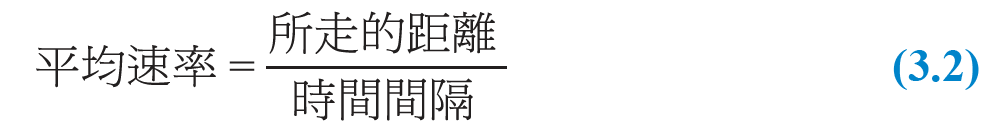 平均速率 = 所走的距離 / 時間間隔 (3.2)